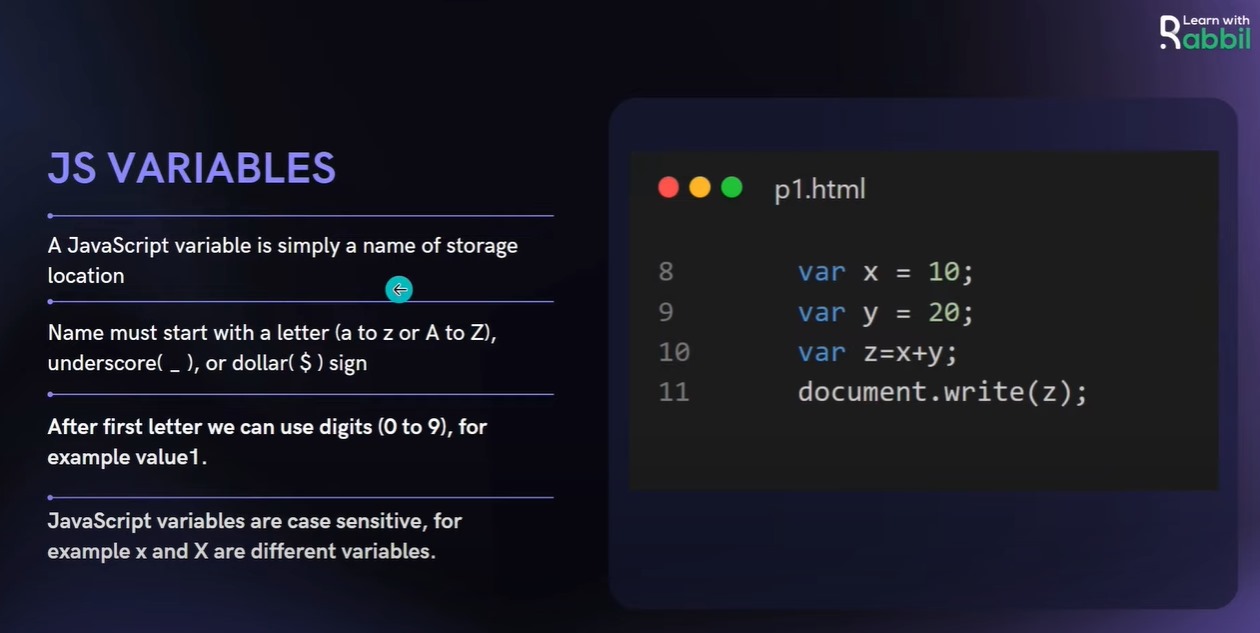 Learn with
Rabbil
JS VARIABLES
A JavaScript variable is simply a name of storage
location
Name must start with a letter (a to z or A to Z),
underscore( _ ), or dollar( $ ) sign
After first letter we can use digits (0 to 9), for
example value1.
JavaScript variables are case sensitive, for
example x and X are different variables.
p1.html
8 var x = 10;
9 var y = 20;
10 var z=x+y;
11 document.write(z);